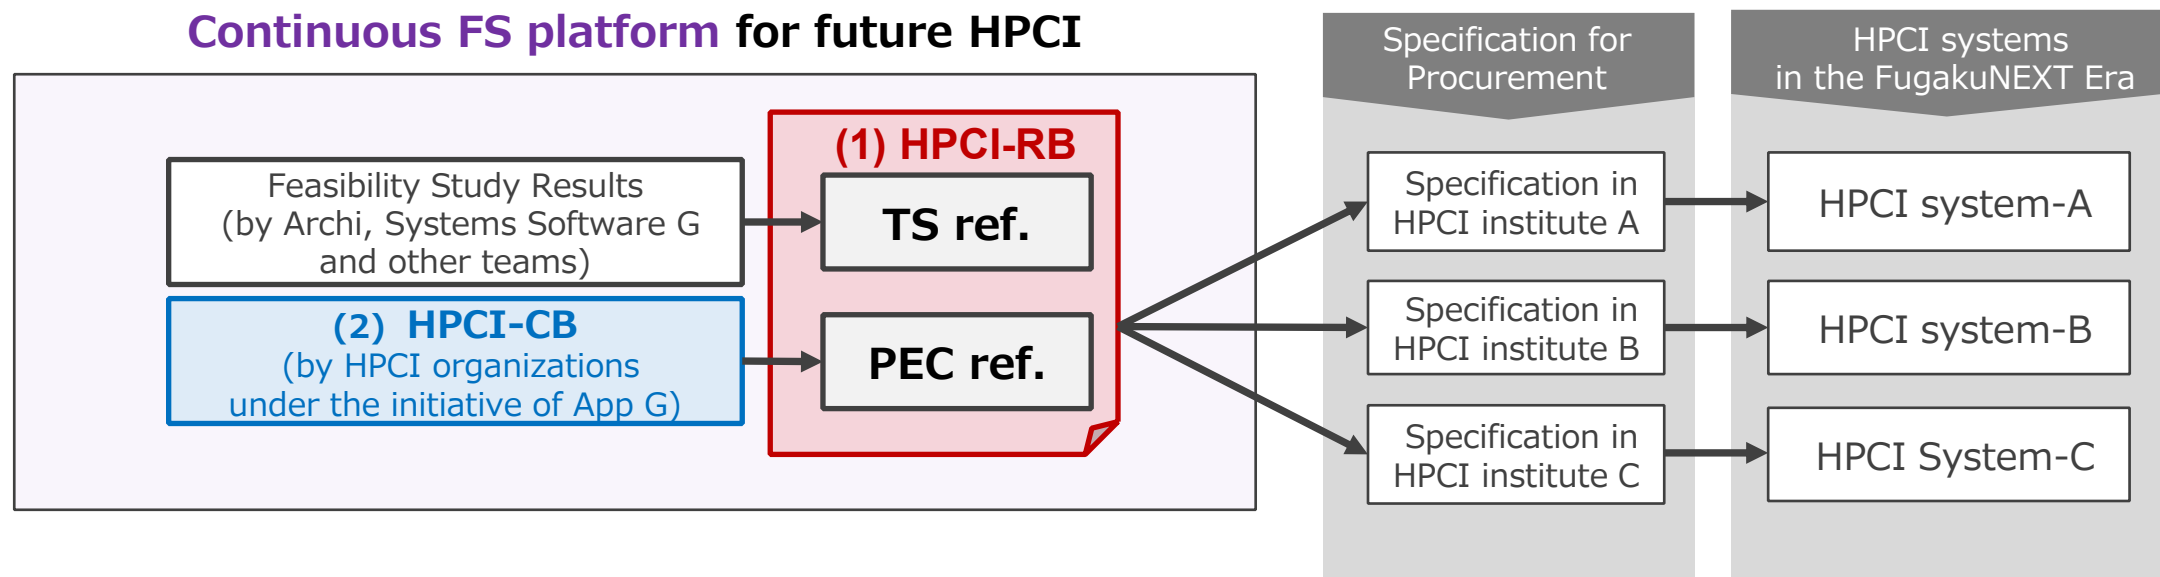 Continuous FS platform for future HPCI
Feasibility Study Results
(by Archi, Systems Software G
and other teams)
(2) HPCI-CB
(by HPCI organizations
under the initiative of App G)
(1) HPCI-RB
TS ref.
PEC ref.
Specification for
Procurement
Specification in
HPCI institute A
Specification in
HPCI institute B
Specification in
HPCI institute C
HPCI systems
in the FugakuNEXT Era
HPCI system-A
HPCI system-B
HPCI System-C